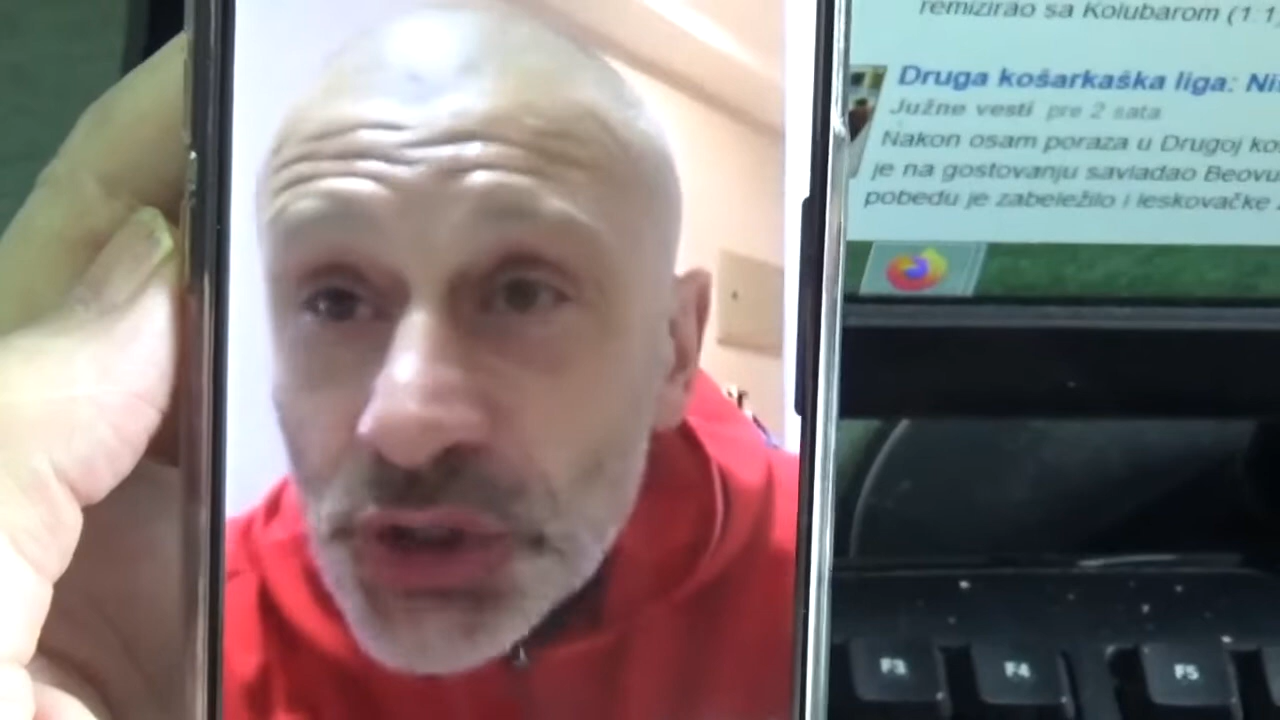 remizirao sa Kolubarom (1:1
Druga košarkaška liga: Ni
Južne vesti pre 2 sata
Nakon osam poraza u Drugoj ko
je na gostovanju savladao Beovu
pobedu je zabeležilo i leskovačke
F3
F4
F5